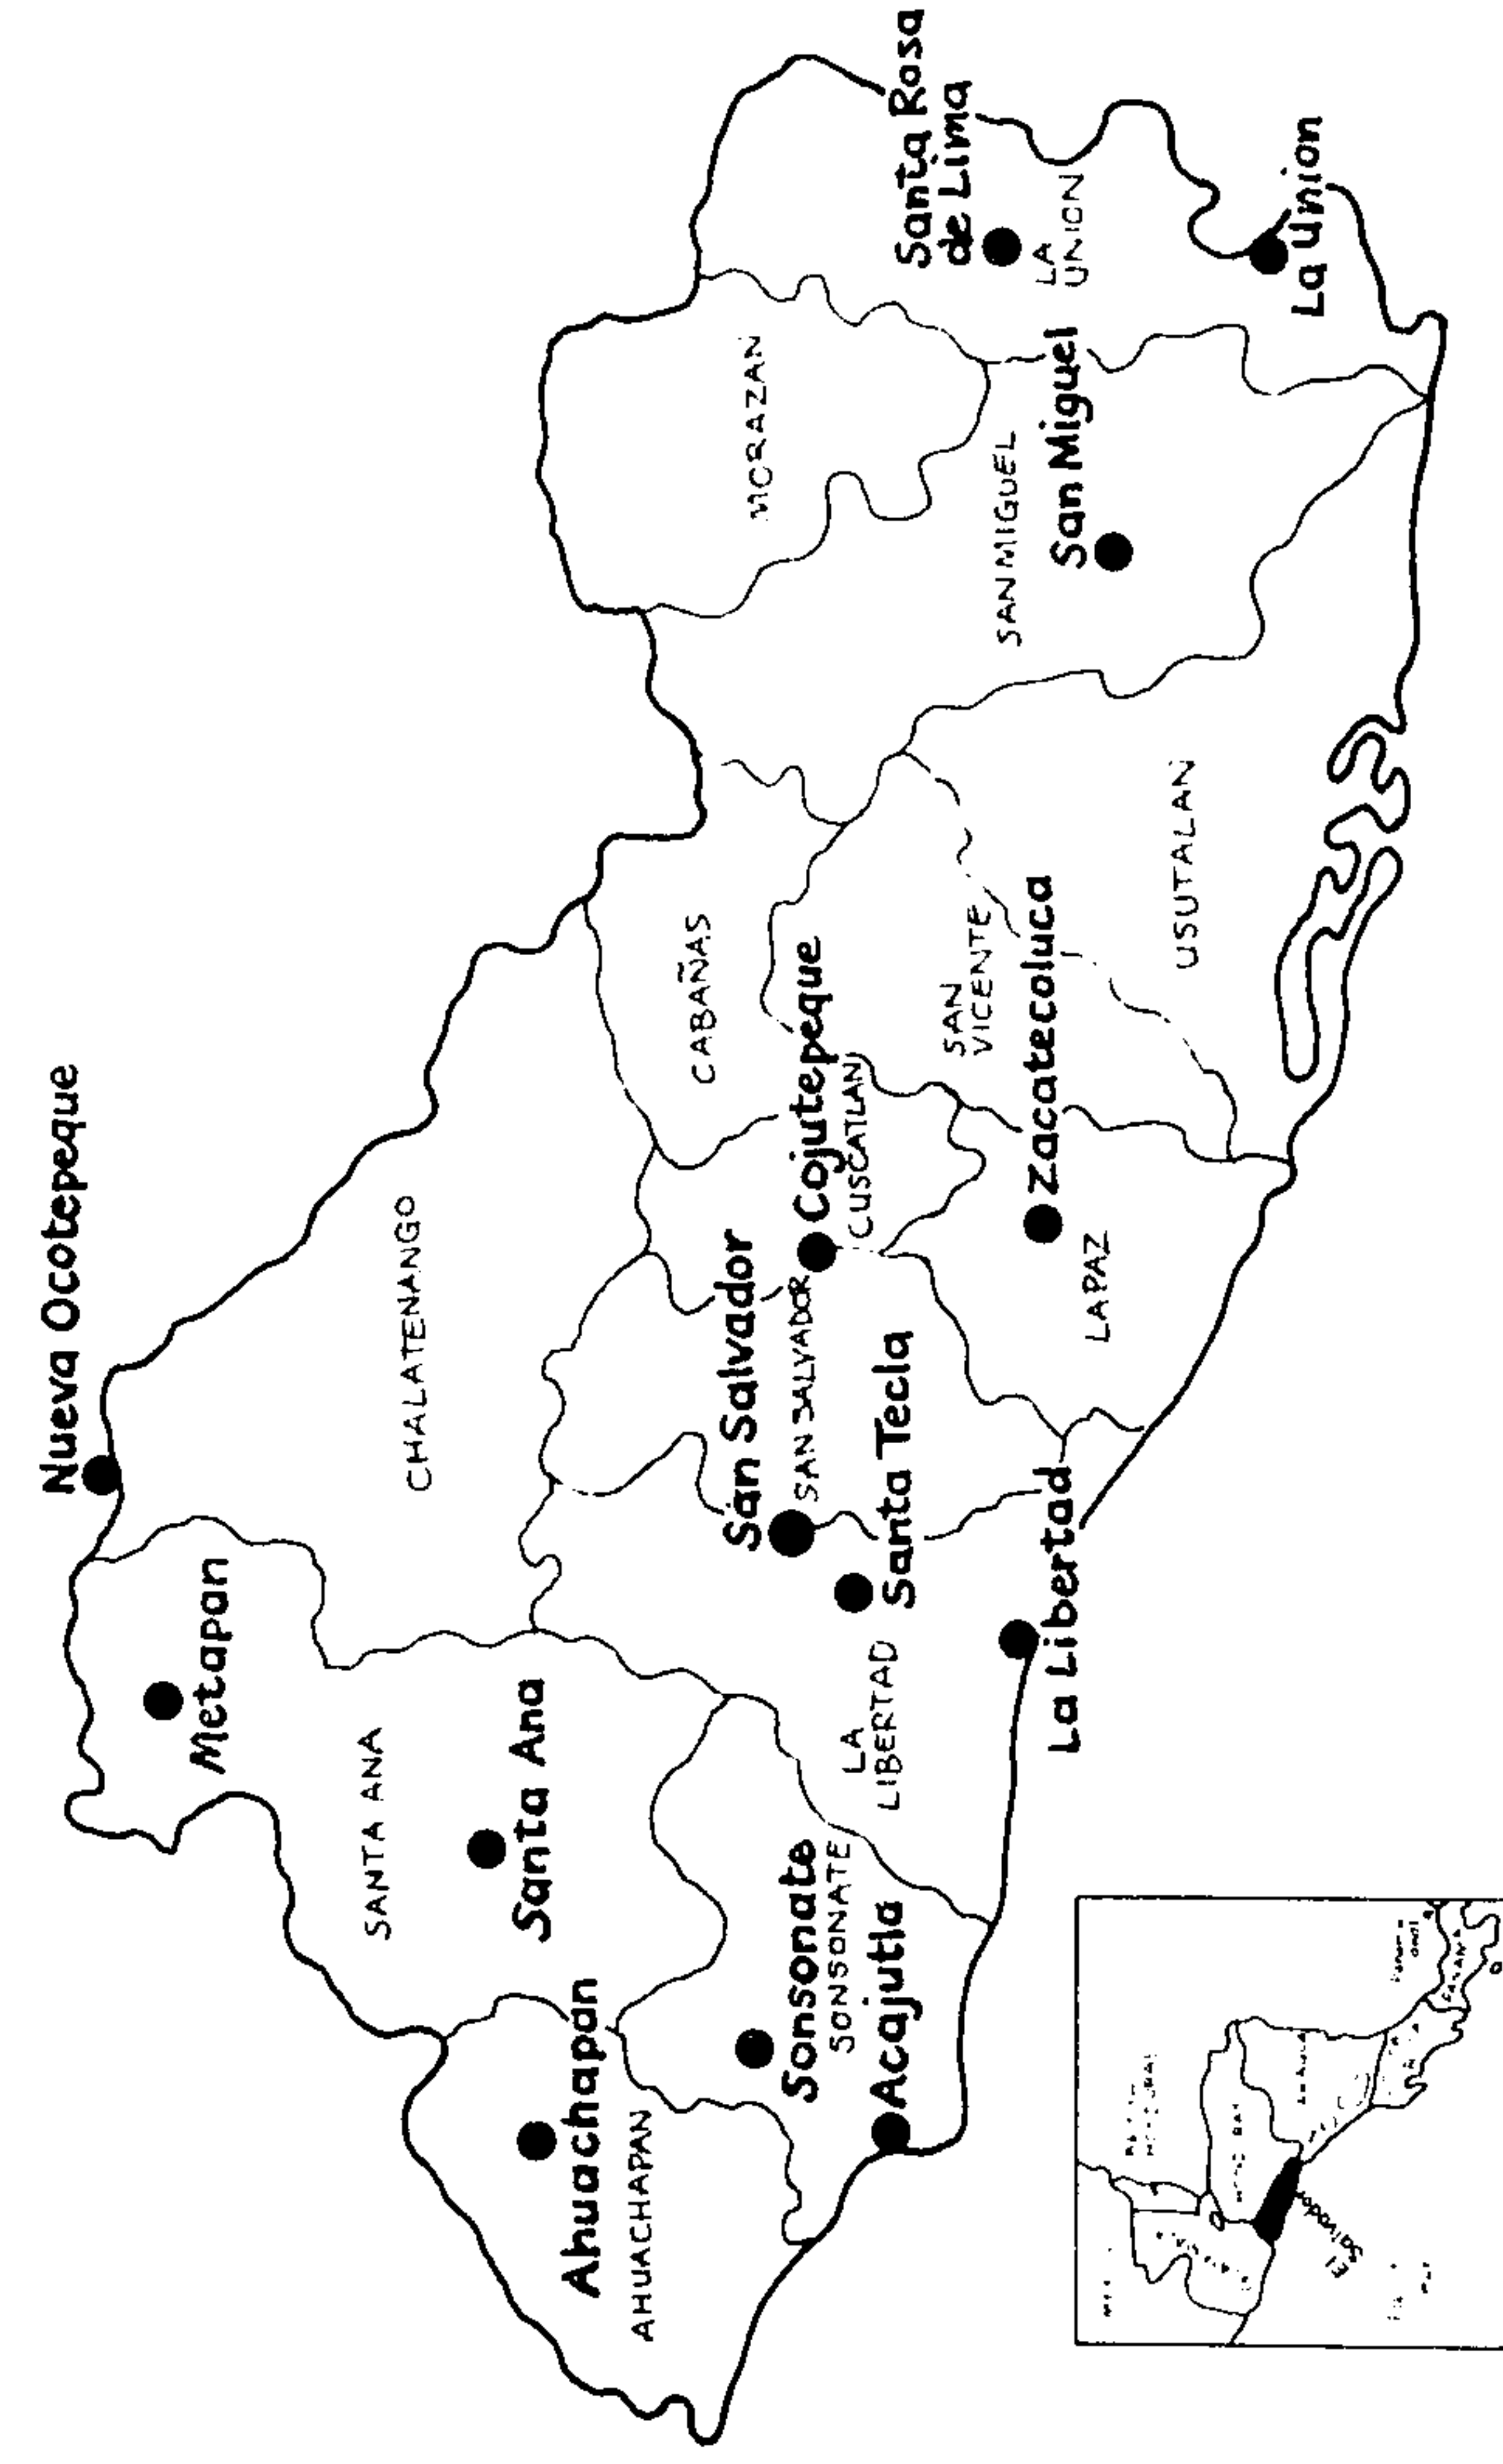 Nueva Ocotepeque
Metapan
CHALATENANGO
SANTA ANA
Santa Ana
Ahuachapan
AHUACHAPAN
CABAÑAS
MORAZAN
San Salvador
SAN SALVADOR
Cojutepeque
CUSCATLAN
Sonsonate
SONSONATE
Acajutla
LA
LIBERTAD
Santa Tecla
SAN
VICENTE
SAN MIGUEL
San Miguel
Santa Rosa
de Lima
LA
UNION
Zacatecoluca
LA PAZ
La Libertad
USUTALAN
La Union
El Salvador